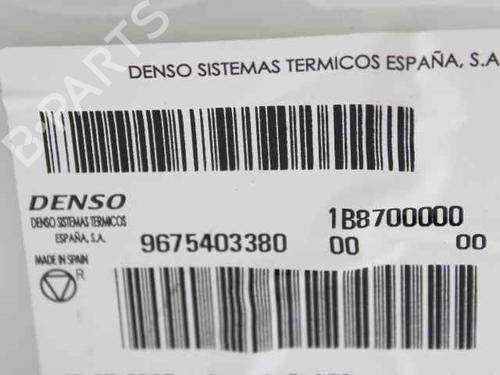 DENSO SISTEMAS TERMICOS ESPAÑA, S.A
B-PARTS
DENSO
DENSO SISTEMAS TERMICOS
ESPAÑA, S.A.
MADE IN SPAIN
R
9675403380
1B8700000
00 00